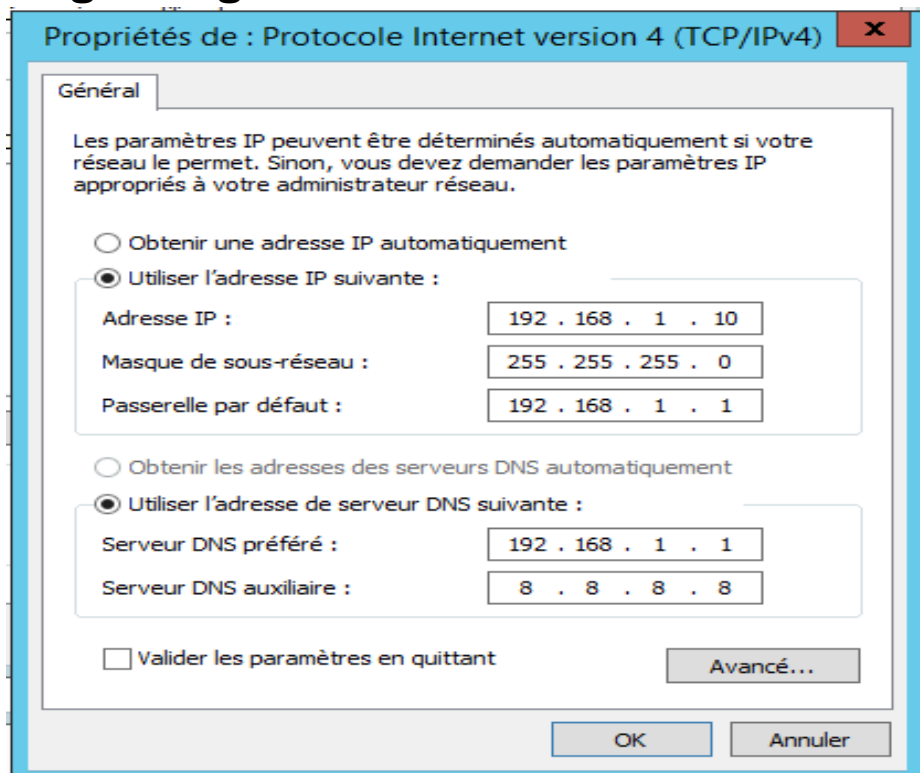 Propriétés de : Protocole Internet version 4 (TCP/IPv4) x
Général
Les paramètres IP peuvent être déterminés automatiquement si votre
réseau le permet. Sinon, vous devez demander les paramètres IP
appropriés à votre administrateur réseau.
Obtenir une adresse IP automatiquement
Utiliser l'adresse IP suivante :
Adresse IP : 192 . 168 . 1 . 10
Masque de sous-réseau : 255 . 255 . 255 . 0
Passerelle par défaut : 192 . 168 . 1 . 1
Obtenir les adresses des serveurs DNS automatiquement
Utiliser l'adresse de serveur DNS suivante :
Serveur DNS préféré : 192 . 168 . 1 . 1
Serveur DNS auxiliaire : 8 . 8 . 8 . 8
Valider les paramètres en quittant
Avancé...
OK Annuler